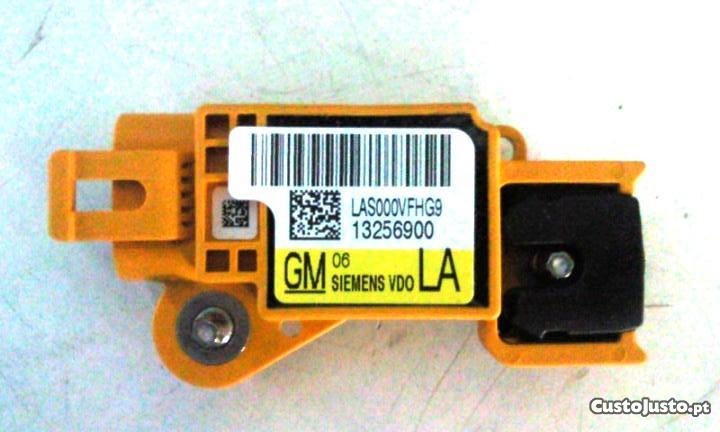 LAS000VFHG9
13256900
GM 06 SIEMENS VDO LA
CustoJusto.pt